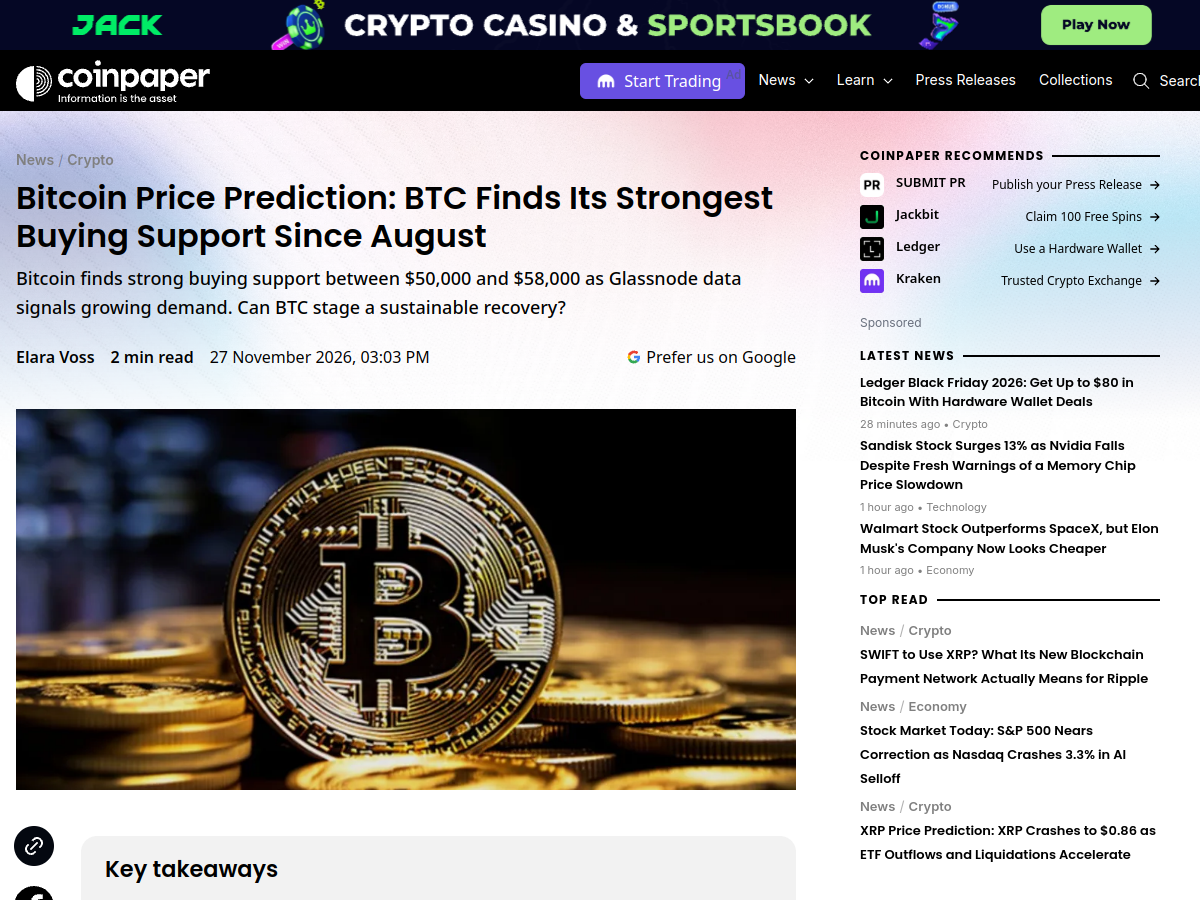 JACK
CRYPTO CASINO & SPORTSBOOK
BONUS
Play Now
coinpaper
Information is the asset
Start Trading
Ad
News
Learn
Press Releases
Collections
Search
News / Crypto
Bitcoin Price Prediction: BTC Finds Its Strongest
Buying Support Since August
Bitcoin finds strong buying support between $50,000 and $58,000 as Glassnode data
signals growing demand. Can BTC stage a sustainable recovery?
Elara Voss 2 min read 27 November 2026, 03:03 PM
Prefer us on Google
Key takeaways
COINPAPER RECOMMENDS
PR SUBMIT PR Publish your Press Release →
Jackbit Claim 100 Free Spins →
Ledger Use a Hardware Wallet →
Kraken Trusted Crypto Exchange →
Sponsored
LATEST NEWS
Ledger Black Friday 2026: Get Up to $80 in
Bitcoin With Hardware Wallet Deals
28 minutes ago • Crypto
Sandisk Stock Surges 13% as Nvidia Falls
Despite Fresh Warnings of a Memory Chip
Price Slowdown
1 hour ago • Technology
Walmart Stock Outperforms SpaceX, but Elon
Musk's Company Now Looks Cheaper
1 hour ago • Economy
TOP READ
News / Crypto
SWIFT to Use XRP? What Its New Blockchain
Payment Network Actually Means for Ripple
News / Economy
Stock Market Today: S&P 500 Nears
Correction as Nasdaq Crashes 3.3% in AI
Selloff
News / Crypto
XRP Price Prediction: XRP Crashes to $0.86 as
ETF Outflows and Liquidations Accelerate